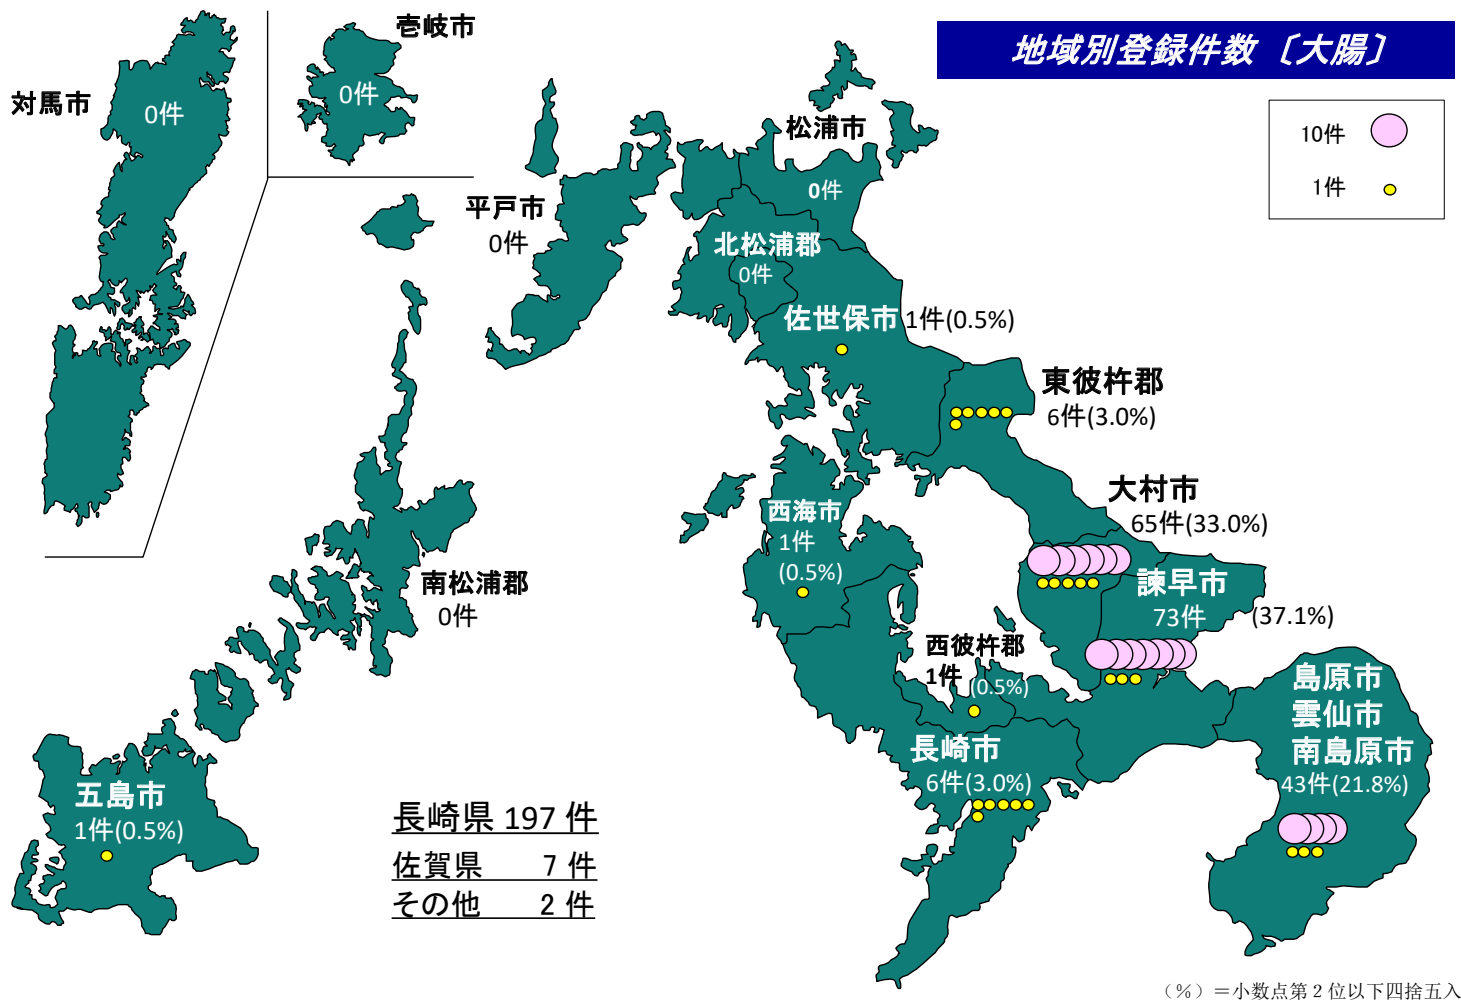 地域別登録件数〔大腸〕
10件
1件
壱岐市
0件
対馬市
0件
松浦市
0件
平戸市
0件
北松浦郡
0件
佐世保市 1件(0.5%)
東彼杵郡
6件(3.0%)
大村市
65件(33.0%)
西海市
1件
(0.5%)
諫早市
73件 (37.1%)
南松浦郡
0件
西彼杵郡
1件 (0.5%)
島原市
雲仙市
南島原市
43件(21.8%)
長崎市
6件(3.0%)
五島市
1件(0.5%)
長崎県 197 件
佐賀県 7 件
その他 2 件
（％）＝小数点第２位以下四捨五入